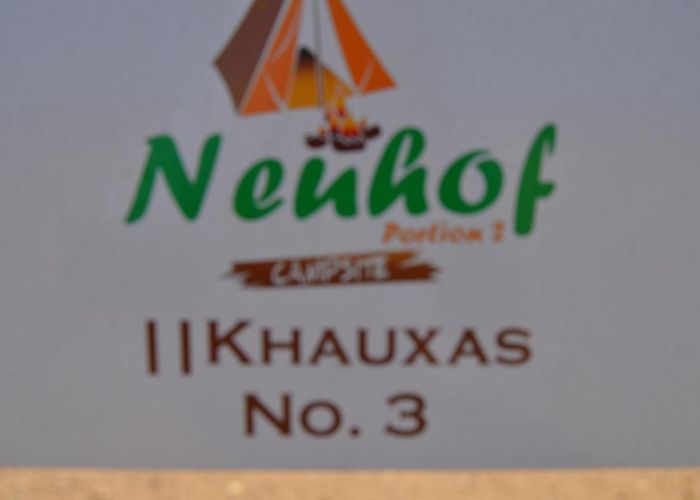 Neuhof
Portion 2
CAMPSITE
||KHAUXAS
No. 3